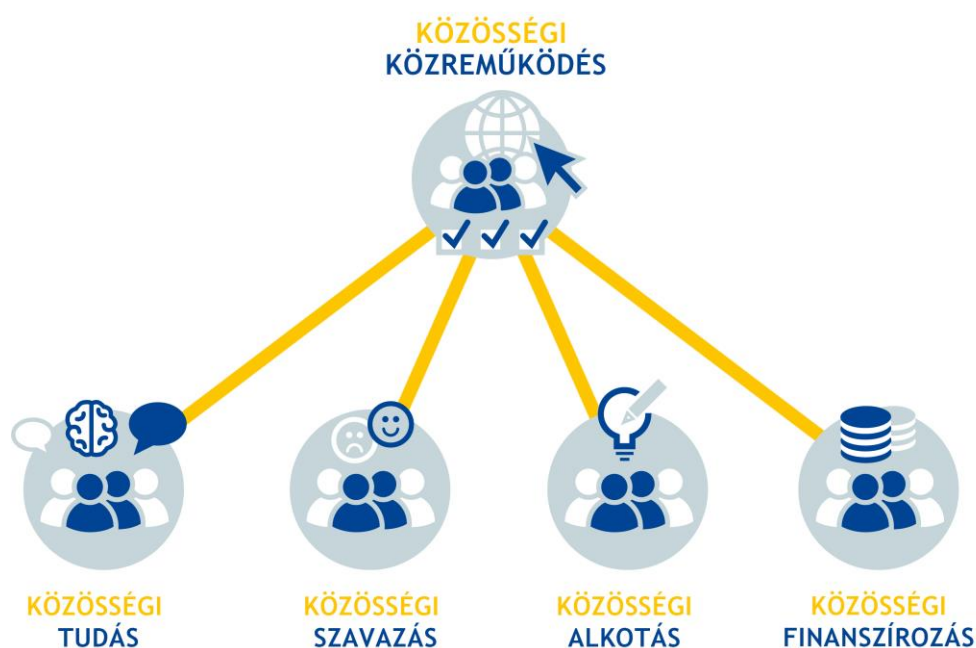 KÖZÖSSÉGI
KÖZREMŰKÖDÉS
KÖZÖSSÉGI
TUDÁS
KÖZÖSSÉGI
SZAVAZÁS
KÖZÖSSÉGI
ALKOTÁS
KÖZÖSSÉGI
FINANSZÍROZÁS